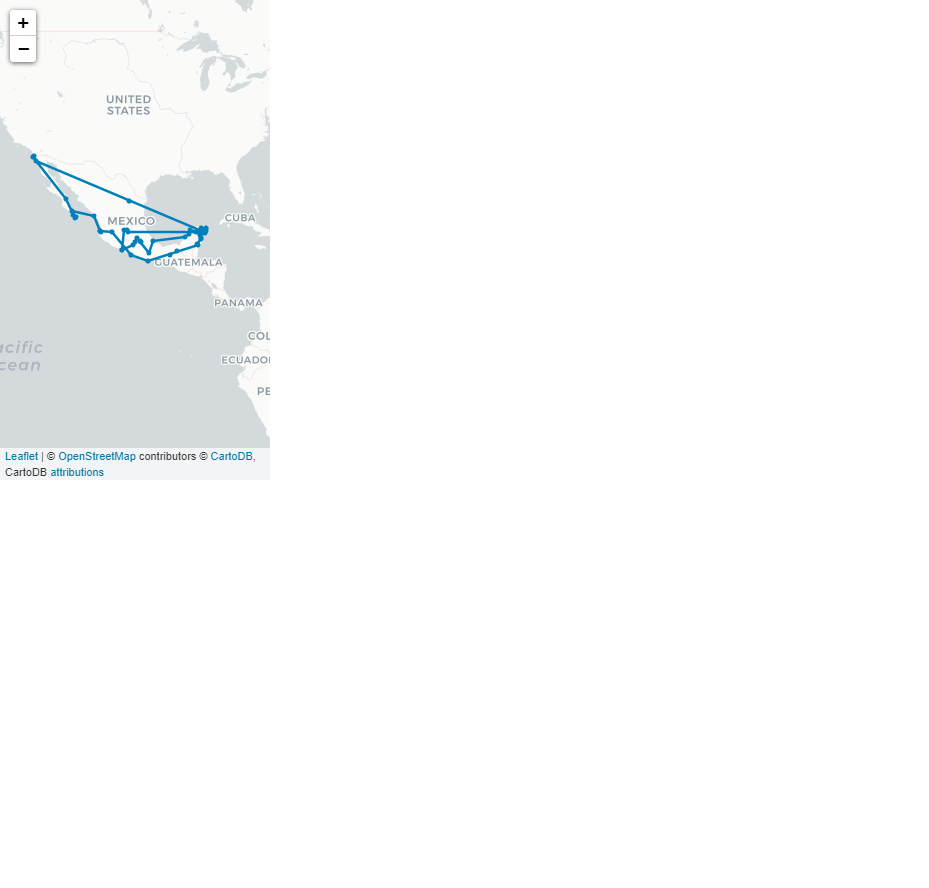 +
−
UNITED
STATES
MEXICO
CUBA
GUATEMALA
PANAMA
COL
acific
cean
ECUADO
PE
Leaflet | © OpenStreetMap contributors © CartoDB,
CartoDB attributions